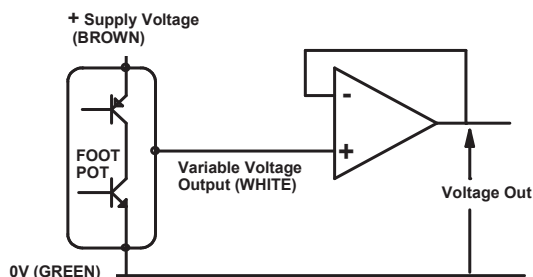 + Supply Voltage
(BROWN)
-
FOOT
POT
+
Variable Voltage
Output (WHITE)
Voltage Out
0V (GREEN)